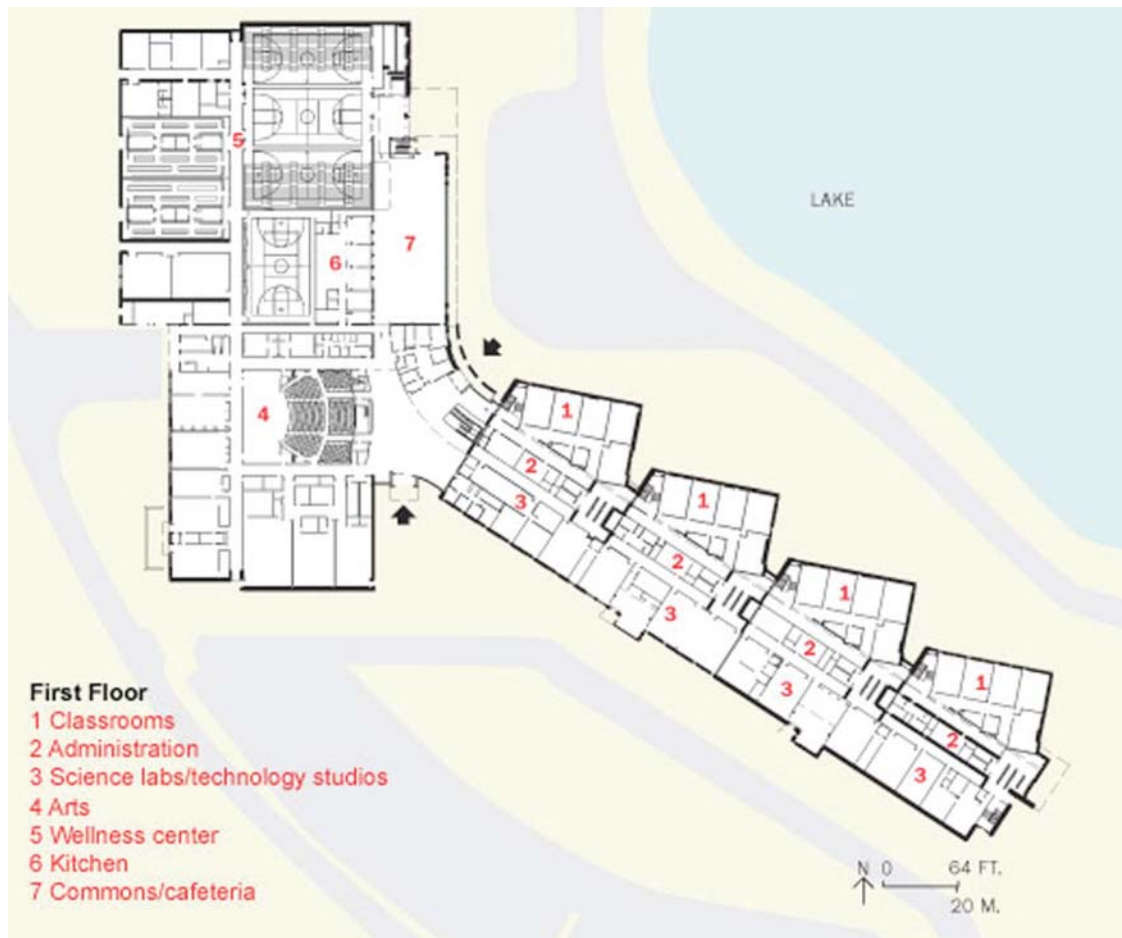 5
LAKE
7
6
4
1
2
3
1
2
3
1
2
3
1
2
3
First Floor
1 Classrooms
2 Administration
3 Science labs/technology studios
4 Arts
5 Wellness center
6 Kitchen
7 Commons/cafeteria
N 0 64 FT.
20 M.